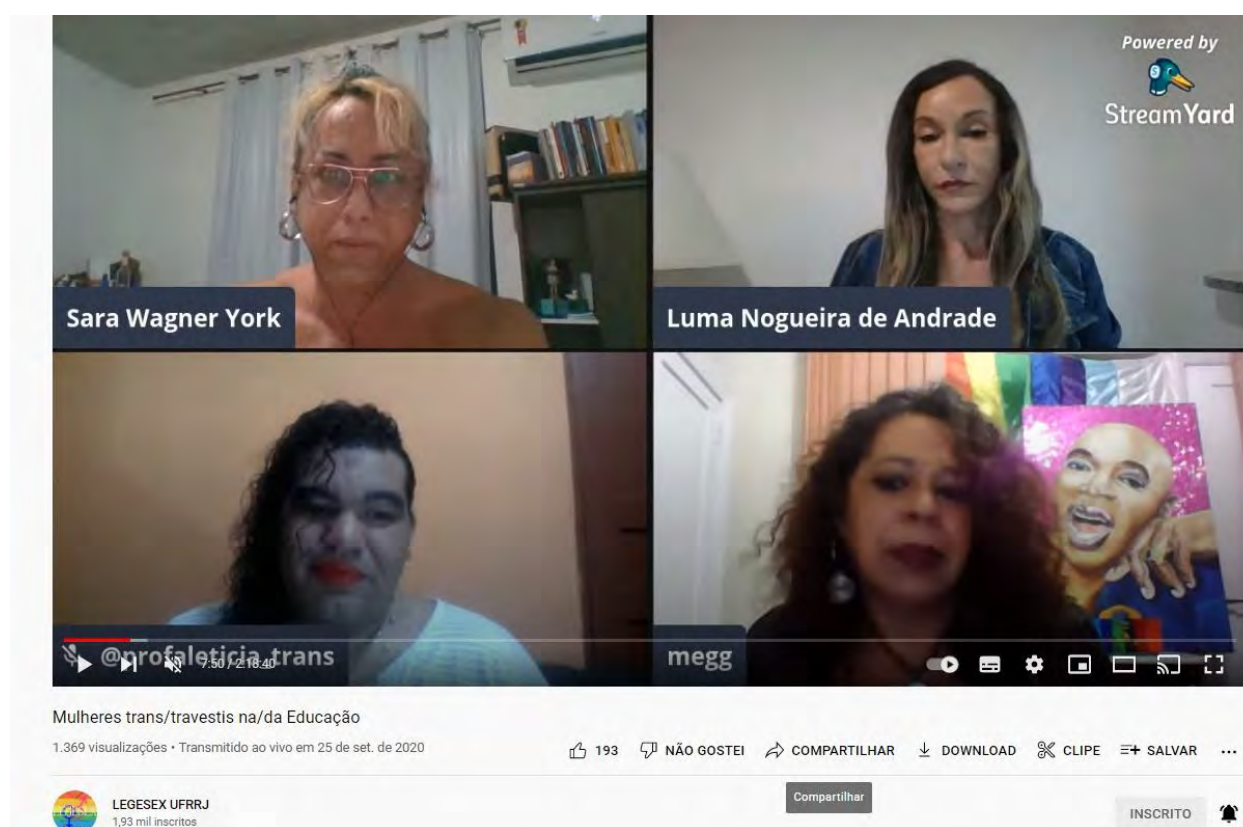 Powered by
StreamYard
Sara Wagner York
Luma Nogueira de Andrade
@profaleticia_trans
7:50 / 2:18:40
megg
Mulheres trans/travestis na/da Educação
1.369 visualizações • Transmitido ao vivo em 25 de set. de 2020
193 NÃO GOSTEI COMPARTILHAR DOWNLOAD CLIPE SALVAR ...
Compartilhar
LEGESEX UFRRJ
1,93 mil inscritos
INSCRITO